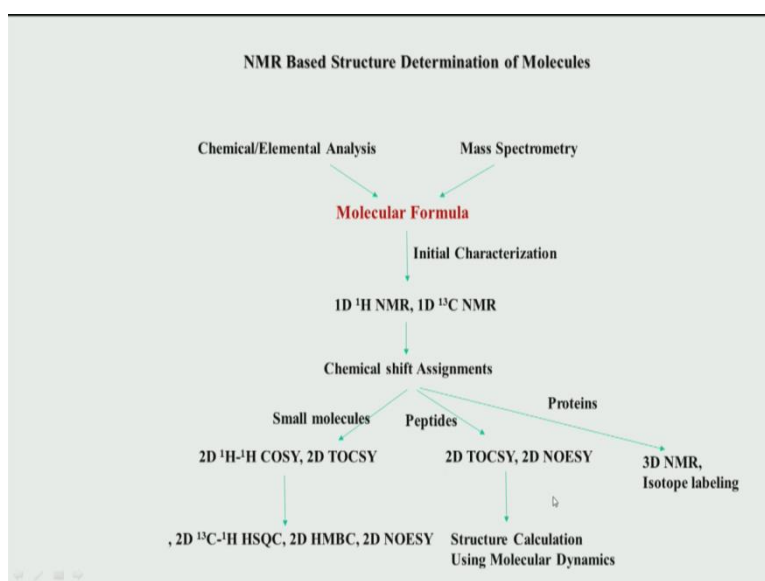 NMR Based Structure Determination of Molecules
Chemical/Elemental Analysis
Mass Spectrometry
Molecular Formula
Initial Characterization
1D ¹H NMR, 1D ¹³C NMR
Chemical shift Assignments
Small molecules
Peptides
Proteins
2D ¹H-¹H COSY, 2D TOCSY
2D TOCSY, 2D NOESY
3D NMR,
Isotope labeling
, 2D ¹³C-¹H HSQC, 2D HMBC, 2D NOESY
Structure Calculation
Using Molecular Dynamics